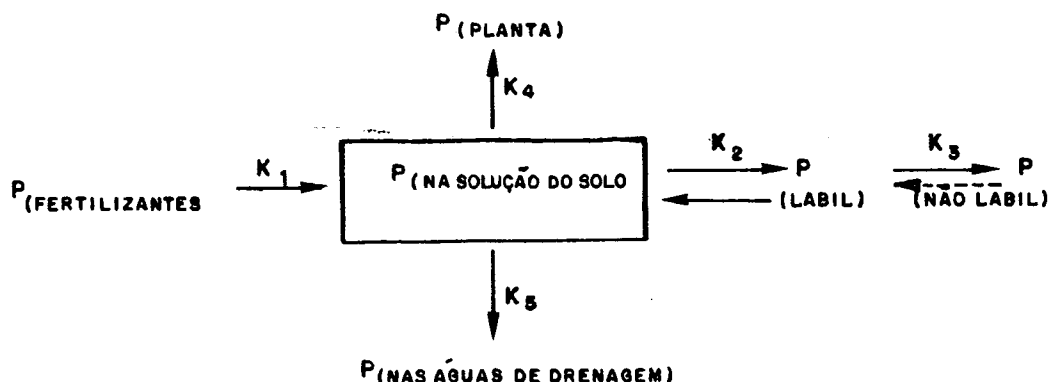 P (PLANTA)
K4
K1
P(FERTILIZANTES
P(NA SOLUÇÃO DO SOLO
K2
P
(LABIL)
K3
P
(NÃO LABIL)
K5
P(NAS ÁGUAS DE DRENAGEM)